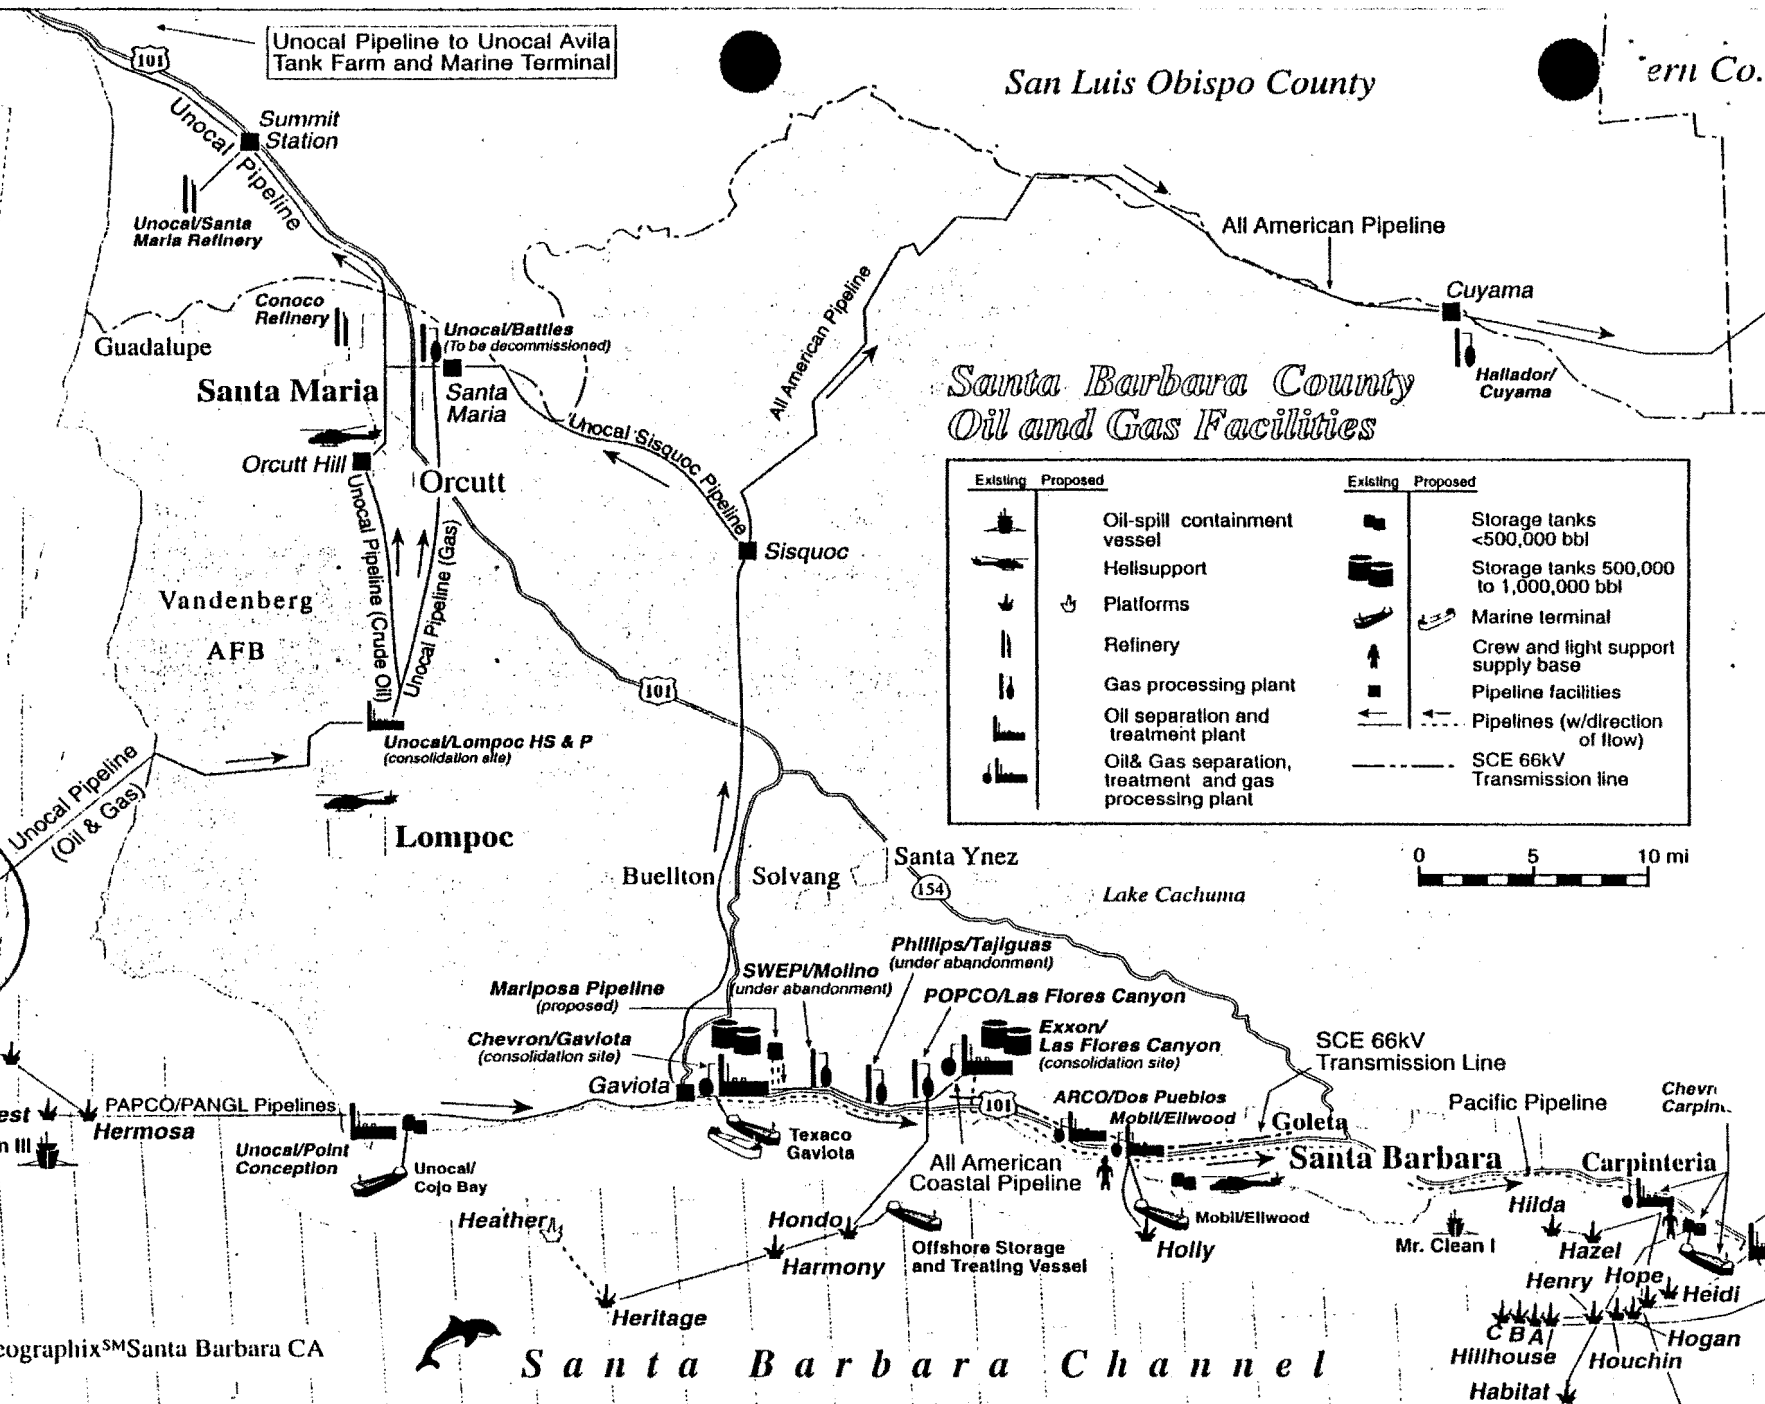 Unocal Pipeline to Unocal Avila
Tank Farm and Marine Terminal
San Luis Obispo County
ern Co.
101
Unocal Pipeline
Summit
Station
Unocal/Santa
Maria Refinery
All American Pipeline
Cuyama
Hallador/
Cuyama
Conoco
Refinery
Guadalupe
Unocal/Battles
(To be decommissioned)
Santa Maria
Santa
Maria
All American Pipeline
Unocal Sisquoc Pipeline
Orcutt Hill
Orcutt
Sisquoc
Unocal Pipeline (Crude Oil)
Unocal Pipeline (Gas)
Vandenberg
AFB
101
Unocal/Lompoc HS & P
(consolidation site)
Unocal Pipeline
(Oil & Gas)
Lompoc
Santa Barbara County
Oil and Gas Facilities
Existing Proposed
Oil-spill containment
vessel
Helisupport
Platforms
Refinery
Gas processing plant
Oil separation and
treatment plant
Oil& Gas separation,
treatment and gas
processing plant
Existing Proposed
Storage tanks
<500,000 bbl
Storage tanks 500,000
to 1,000,000 bbl
Marine terminal
Crew and light support
supply base
Pipeline facilities
Pipelines (w/direction
of flow)
SCE 66kV
Transmission line
0 5 10 mi
Buellton
Solvang
Santa Ynez
154
Lake Cachuma
Phillips/Tajiguas
(under abandonment)
SWEPI/Molino
(under abandonment)
Mariposa Pipeline
(proposed)
POPCO/Las Flores Canyon
Chevron/Gaviota
(consolidation site)
Exxon/
Las Flores Canyon
(consolidation site)
SCE 66kV
Transmission Line
Gaviota
101
ARCO/Dos Pueblos
Mobil/Ellwood
Goleta
Pacific Pipeline
Chevr
Carpin
est
PAPCO/PANGL Pipelines
Hermosa
n III
Unocal/Point
Conception
Unocal/
Cojo Bay
Texaco
Gaviota
All American
Coastal Pipeline
Santa Barbara
Carpinteria
Mobil/Ellwood
Holly
Heather
Hondo
Harmony
Heritage
Offshore Storage
and Treating Vessel
Mr. Clean I
Hilda
Hazel
Henry
Hope
Heidi
C B A
Hillhouse
Houchin
Hogan
Habitat
eographix℠Santa Barbara CA
Santa Barbara Channel